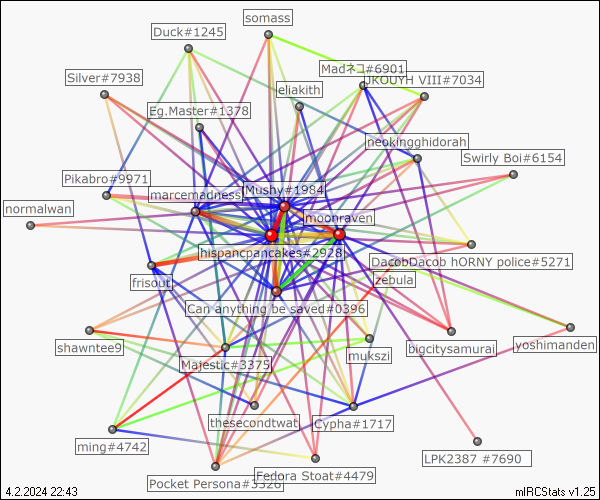 somass
Duck#1245
Madネコ#6901
Silver#7938
JKOUYH VIII#7034
eliakith
Eg.Master#1378
neokingghidorah
Swirly Boi#6154
Pikabro#9971
Mushy#1984
marcemadness
normalwan
moonraven
hispancpancakes#2928
DacobDacob hORNY police#5271
frisout
zebula
Can anything be saved#0396
shawntee9
yoshimanden
bigcitysamurai
mukszi
Majestic#3375
thesecondtwat
Cypha#1717
ming#4742
LPK2387 #7690
Fedora Stoat#4479
Pocket Persona#3326
4.2.2024 22:43
mIRCStats v1.25